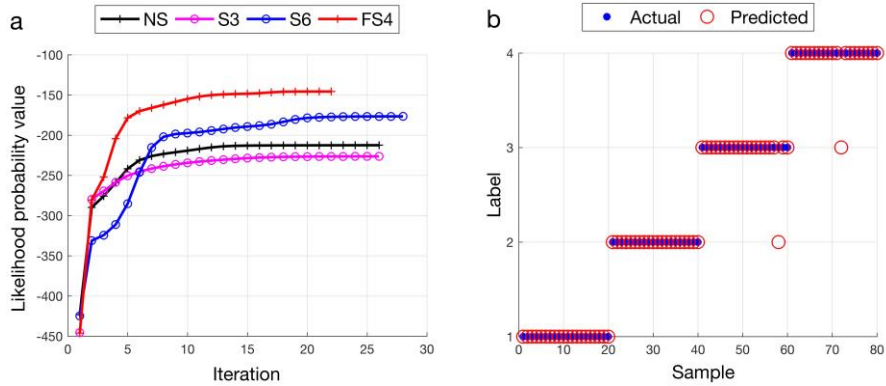 a
NS S3 S6 FS4
Likelihood probability value
-100
-150
-200
-250
-300
-350
-400
-450
0 5 10 15 20 25 30
Iteration
b
Actual Predicted
Label
4
3
2
1
0 10 20 30 40 50 60 70 80
Sample